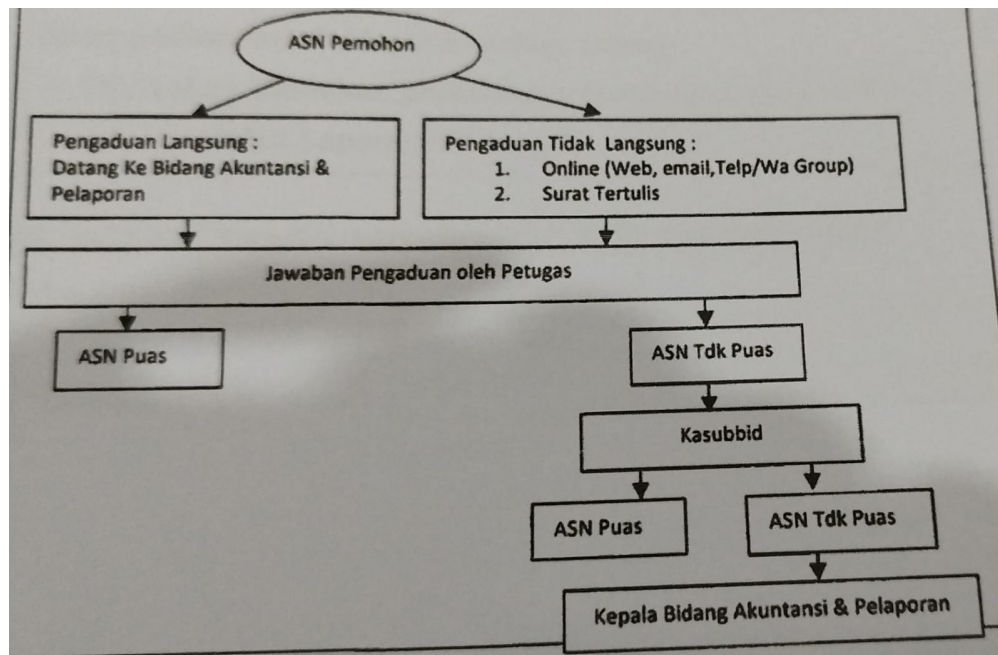 ASN Pemohon
Pengaduan Langsung :
Datang Ke Bidang Akuntansi &
Pelaporan
Pengaduan Tidak Langsung :
1. Online (Web, email,Telp/Wa Group)
2. Surat Tertulis
Jawaban Pengaduan oleh Petugas
ASN Puas
ASN Tdk Puas
Kasubbid
ASN Puas
ASN Tdk Puas
Kepala Bidang Akuntansi & Pelaporan